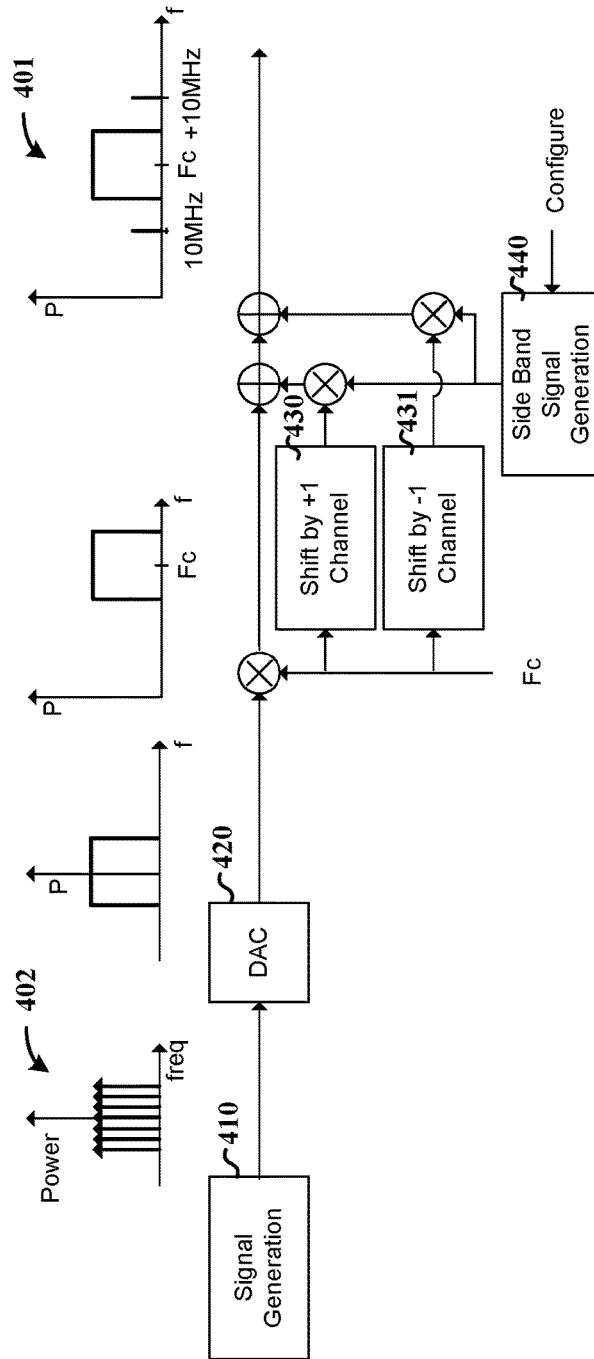 402
Power
freq
P
f
P
f
Fc
401
P
f
10MHz
Fc
+10MHz
410
Signal
Generation
420
DAC
Fc
430
Shift by +1
Channel
431
Shift by -1
Channel
440
Side Band
Signal
Generation
Configure